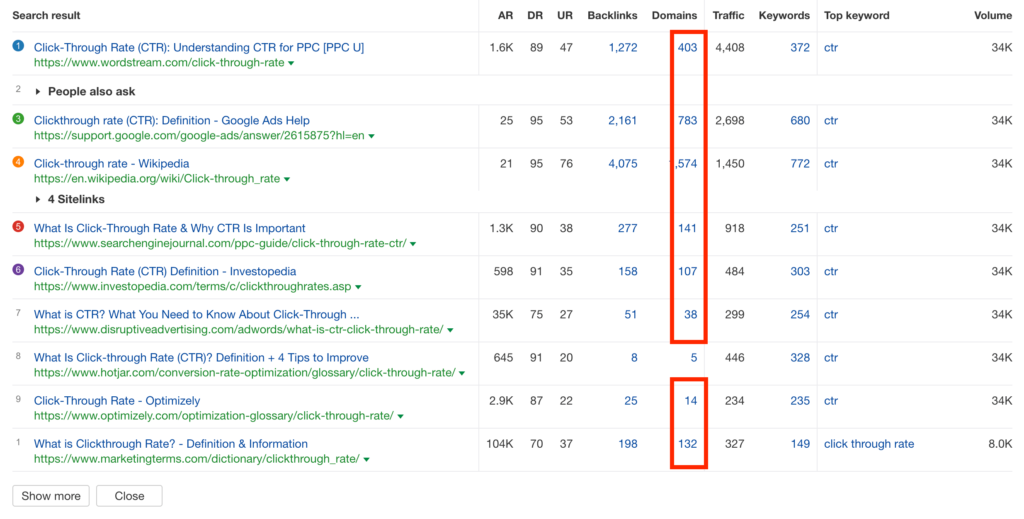 Search result AR DR UR Backlinks Domains Traffic Keywords Top keyword Volume
1 Click-Through Rate (CTR): Understanding CTR for PPC [PPC U] 1.6K 89 47 1,272 403 4,408 372 ctr 34K
https://www.wordstream.com/click-through-rate
2 People also ask
3 Clickthrough rate (CTR): Definition - Google Ads Help 25 95 53 2,161 783 2,698 680 ctr 34K
https://support.google.com/google-ads/answer/2615875?hl=en
4 Click-through rate - Wikipedia 21 95 76 4,075 ,574 1,450 772 ctr 34K
https://en.wikipedia.org/wiki/Click-through_rate
4 Sitelinks
5 What Is Click-Through Rate & Why CTR Is Important 1.3K 90 38 277 141 918 251 ctr 34K
https://www.searchenginejournal.com/ppc-guide/click-through-rate-ctr/
6 Click-Through Rate (CTR) Definition - Investopedia 598 91 35 158 107 484 303 ctr 34K
https://www.investopedia.com/terms/c/clickthroughrates.asp
7 What is CTR? What You Need to Know About Click-Through ... 35K 75 27 51 38 299 254 ctr 34K
https://www.disruptiveadvertising.com/adwords/what-is-ctr-click-through-rate/
8 What Is Click-through Rate (CTR)? Definition + 4 Tips to Improve 645 91 20 8 5 446 328 ctr 34K
https://www.hotjar.com/conversion-rate-optimization/glossary/click-through-rate/
9 Click-Through Rate - Optimizely 2.9K 87 22 25 14 234 235 ctr 34K
https://www.optimizely.com/optimization-glossary/click-through-rate/
1 What is Clickthrough Rate? - Definition & Information 104K 70 37 198 132 327 149 click through rate 8.0K
https://www.marketingterms.com/dictionary/clickthrough_rate/
Show more Close